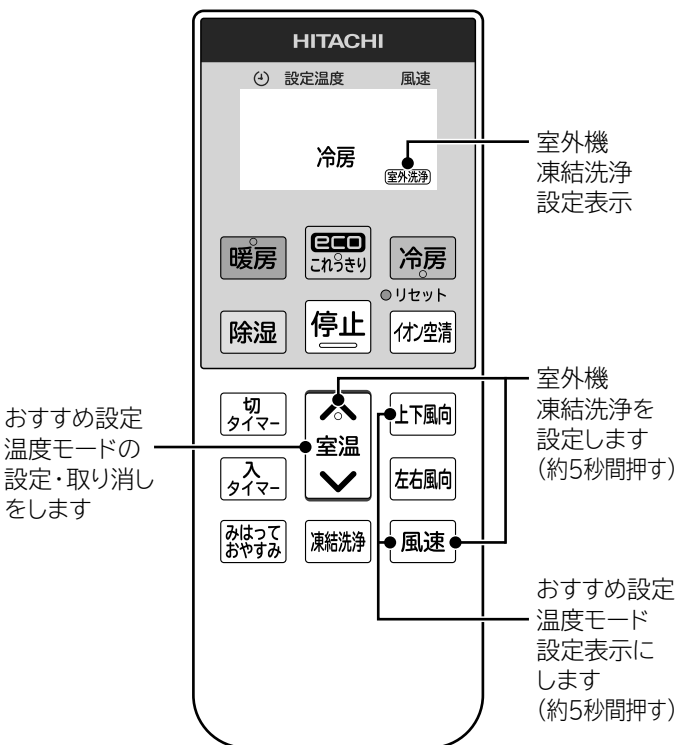 HITACHI
設定温度 風速
冷房
室外洗浄
室外機
凍結洗浄
設定表示
暖房
eco
これっきり
冷房
リセット
除湿
停止
イオン空清
切
タイマー
室温
上下風向
入
タイマー
左右風向
みはって
おやすみ
凍結洗浄
風速
おすすめ設定
温度モードの
設定・取り消し
をします
室外機
凍結洗浄を
設定します
(約5秒間押す)
おすすめ設定
温度モード
設定表示に
します
(約5秒間押す)